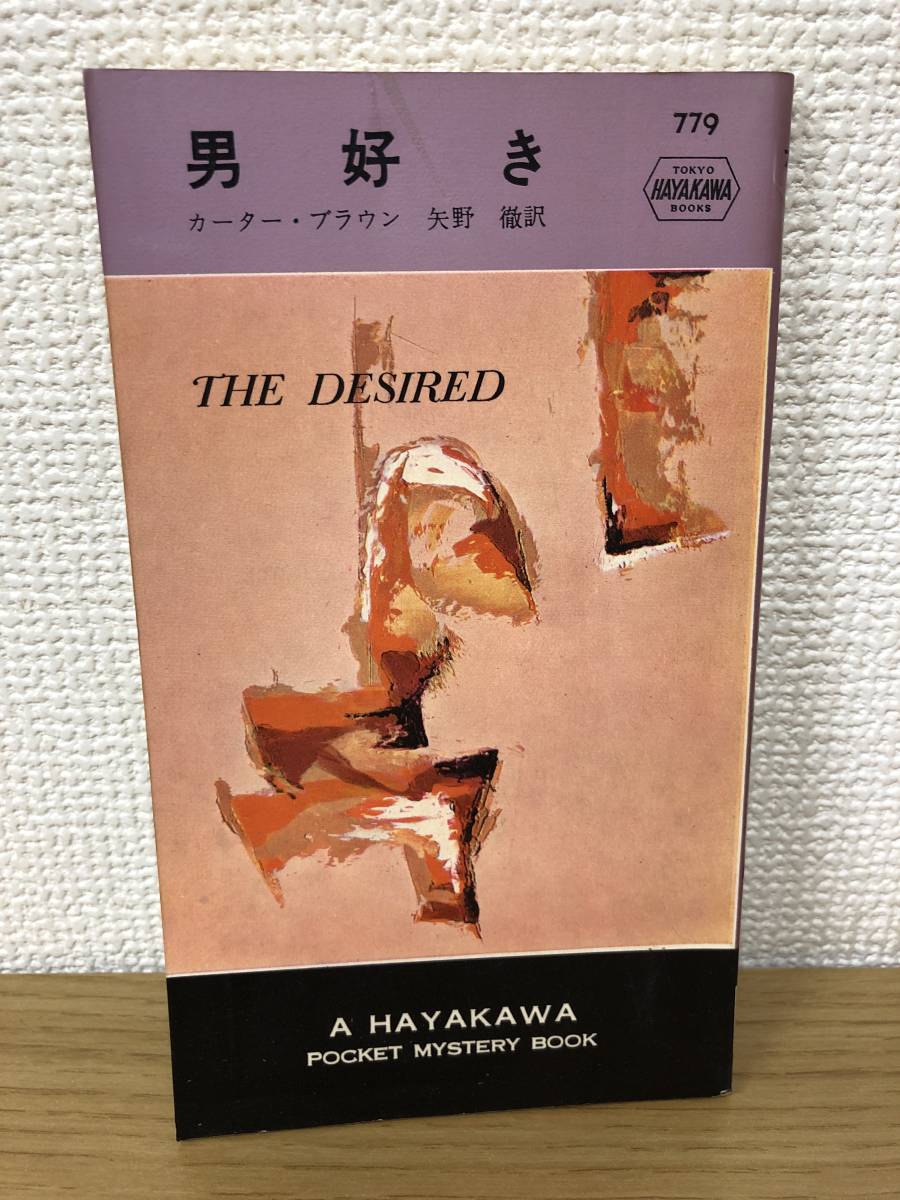 男好き
カーター・ブラウン 矢野 徹訳
779
TOKYO
HAYAKAWA
BOOKS
THE DESIRED
A HAYAKAWA
POCKET MYSTERY BOOK